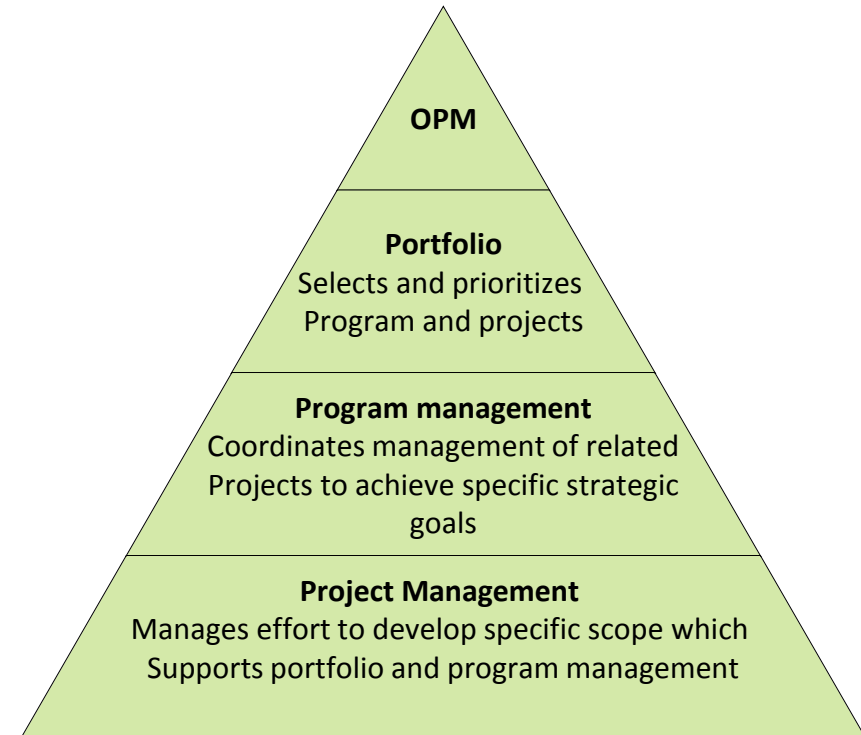 OPM
Portfolio
Selects and prioritizes
Program and projects
Program management
Coordinates management of related
Projects to achieve specific strategic
goals
Project Management
Manages effort to develop specific scope which
Supports portfolio and program management